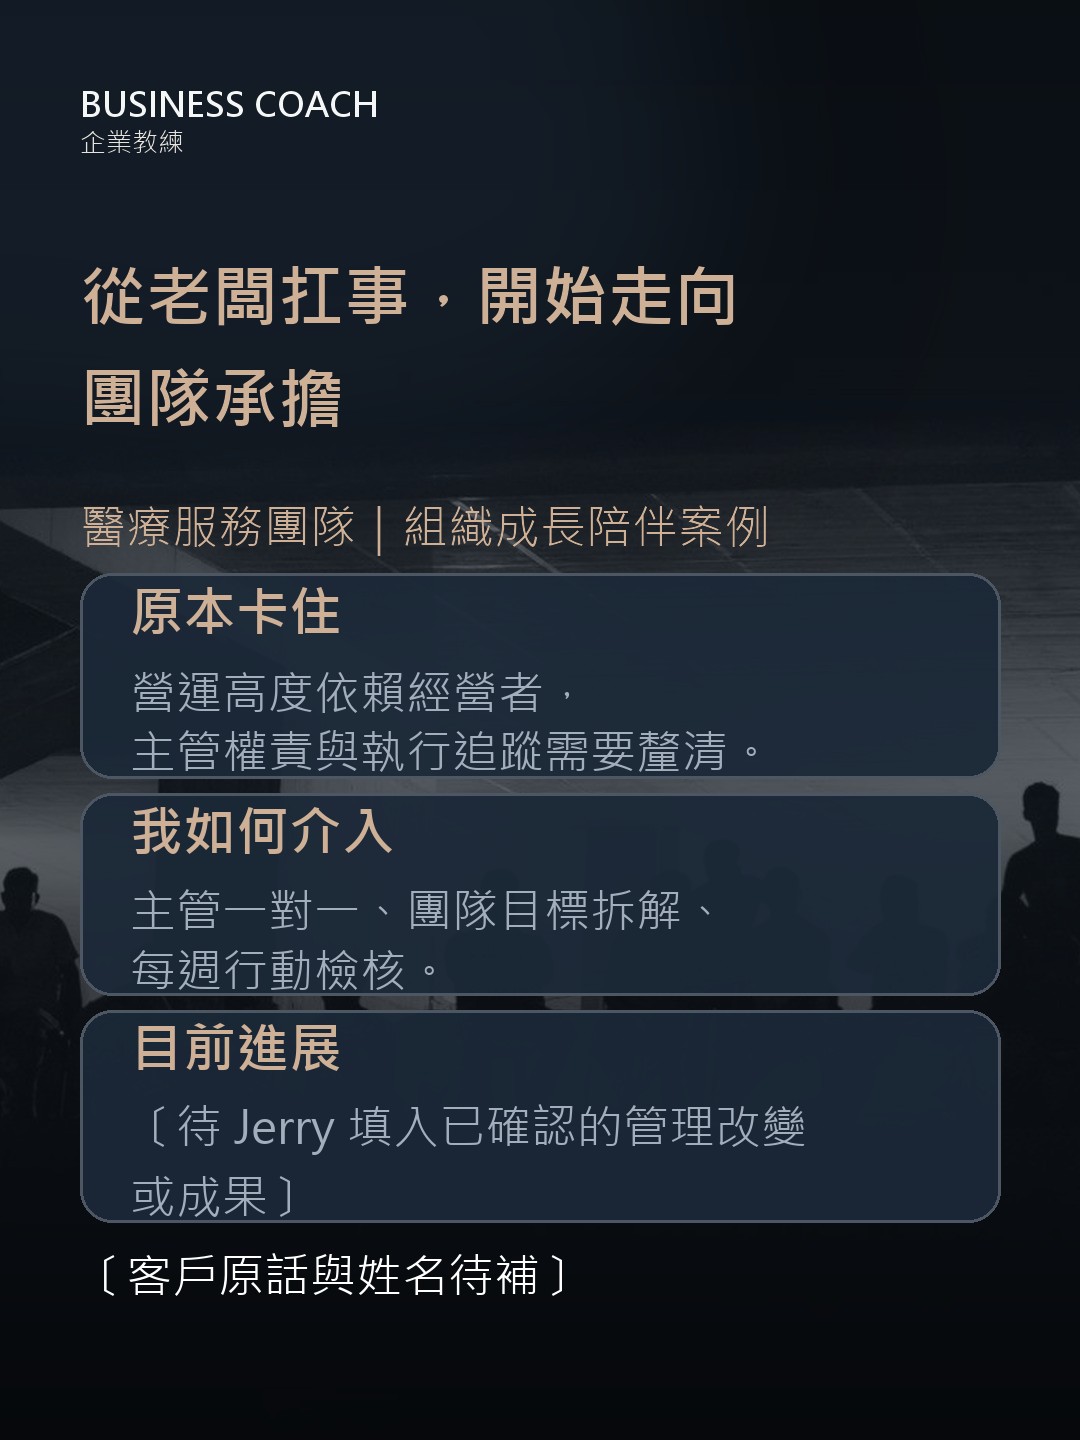 BUSINESS COACH
企業教練
從老闆扛事，開始走向
團隊承擔
醫療服務團隊｜組織成長陪伴案例
原本卡住
營運高度依賴經營者，
主管權責與執行追蹤需要釐清。
我如何介入
主管一對一、團隊目標拆解、
每週行動檢核。
目前進展
〔待 Jerry 填入已確認的管理改變
或成果〕
〔客戶原話與姓名待補〕